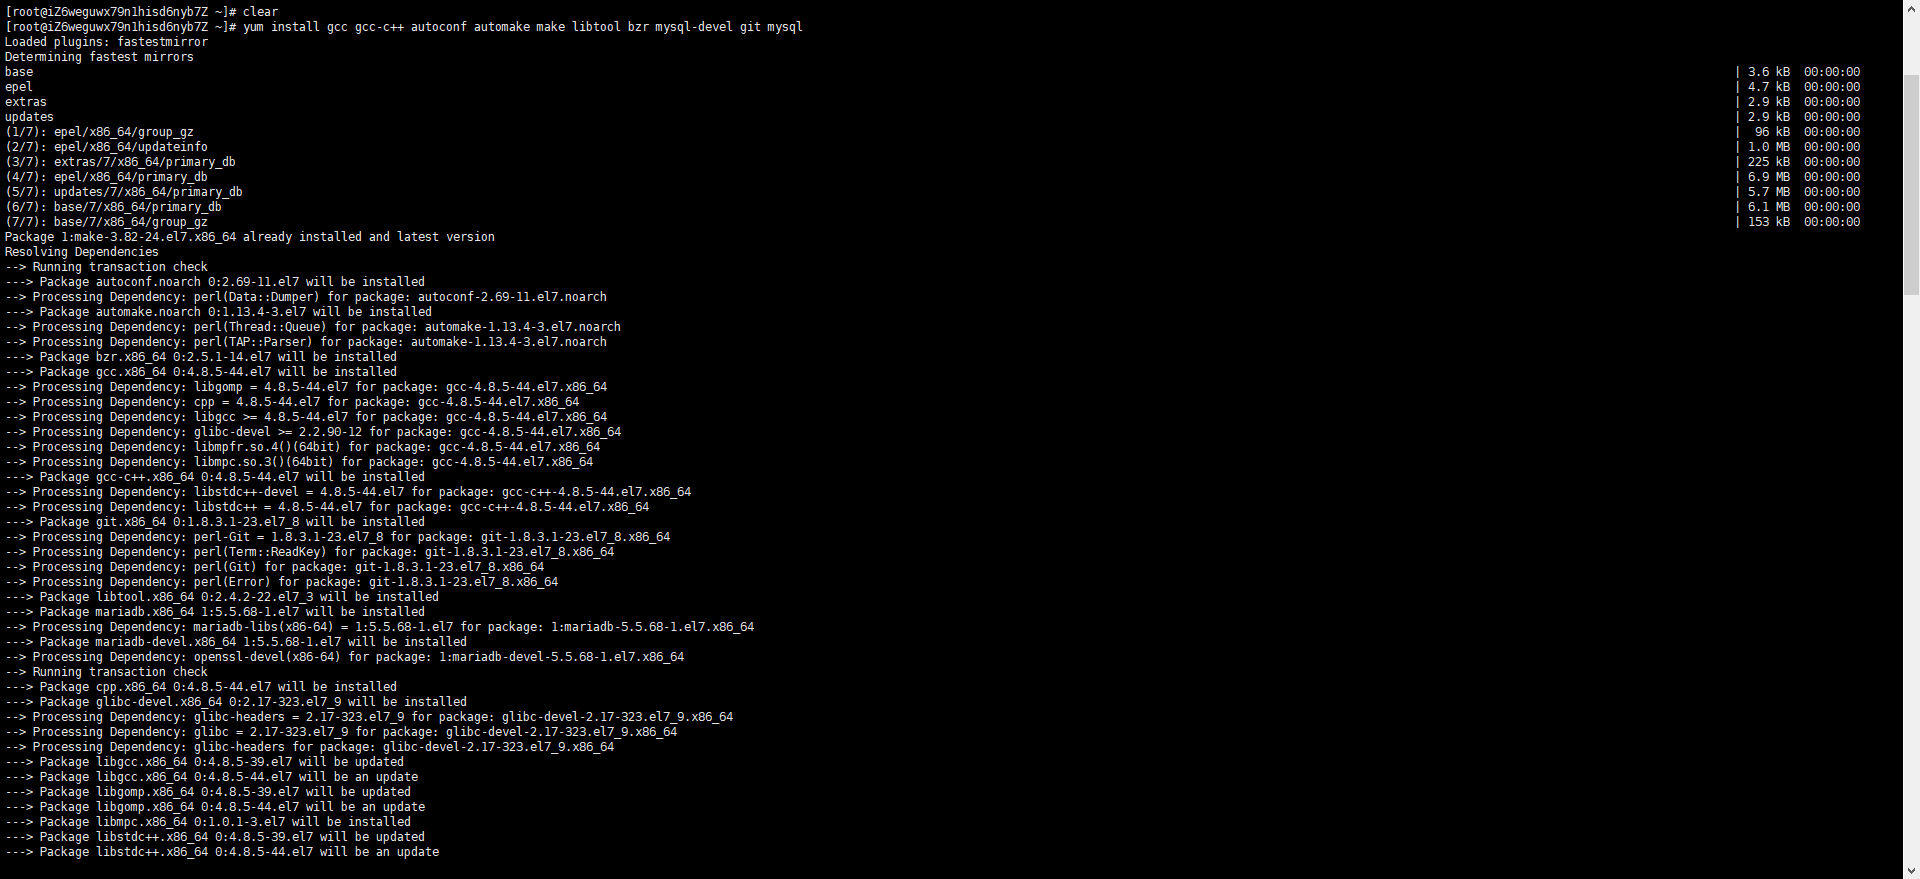 [root@iZ6weguwx79n1hisd6nyb7Z ~]# clear
[root@iZ6weguwx79n1hisd6nyb7Z ~]# yum install gcc gcc-c++ autoconf automake make libtool bzr mysql-devel git mysql
Loaded plugins: fastestmirror
Determining fastest mirrors
base | 3.6 kB 00:00:00
epel | 4.7 kB 00:00:00
extras | 2.9 kB 00:00:00
updates | 2.9 kB 00:00:00
(1/7): epel/x86_64/group_gz | 96 kB 00:00:00
(2/7): epel/x86_64/updateinfo | 1.0 MB 00:00:00
(3/7): extras/7/x86_64/primary_db | 225 kB 00:00:00
(4/7): epel/x86_64/primary_db | 6.9 MB 00:00:00
(5/7): updates/7/x86_64/primary_db | 5.7 MB 00:00:00
(6/7): base/7/x86_64/primary_db | 6.1 MB 00:00:00
(7/7): base/7/x86_64/group_gz | 153 kB 00:00:00
Package 1:make-3.82-24.el7.x86_64 already installed and latest version
Resolving Dependencies
--> Running transaction check
---> Package autoconf.noarch 0:2.69-11.el7 will be installed
--> Processing Dependency: perl(Data::Dumper) for package: autoconf-2.69-11.el7.noarch
---> Package automake.noarch 0:1.13.4-3.el7 will be installed
--> Processing Dependency: perl(Thread::Queue) for package: automake-1.13.4-3.el7.noarch
--> Processing Dependency: perl(TAP::Parser) for package: automake-1.13.4-3.el7.noarch
---> Package bzr.x86_64 0:2.5.1-14.el7 will be installed
---> Package gcc.x86_64 0:4.8.5-44.el7 will be installed
--> Processing Dependency: libgomp = 4.8.5-44.el7 for package: gcc-4.8.5-44.el7.x86_64
--> Processing Dependency: cpp = 4.8.5-44.el7 for package: gcc-4.8.5-44.el7.x86_64
--> Processing Dependency: libgcc >= 4.8.5-44.el7 for package: gcc-4.8.5-44.el7.x86_64
--> Processing Dependency: glibc-devel >= 2.2.90-12 for package: gcc-4.8.5-44.el7.x86_64
--> Processing Dependency: libmpfr.so.4()(64bit) for package: gcc-4.8.5-44.el7.x86_64
--> Processing Dependency: libmpc.so.3()(64bit) for package: gcc-4.8.5-44.el7.x86_64
---> Package gcc-c++.x86_64 0:4.8.5-44.el7 will be installed
--> Processing Dependency: libstdc++-devel = 4.8.5-44.el7 for package: gcc-c++-4.8.5-44.el7.x86_64
--> Processing Dependency: libstdc++ = 4.8.5-44.el7 for package: gcc-c++-4.8.5-44.el7.x86_64
---> Package git.x86_64 0:1.8.3.1-23.el7_8 will be installed
--> Processing Dependency: perl-Git = 1.8.3.1-23.el7_8 for package: git-1.8.3.1-23.el7_8.x86_64
--> Processing Dependency: perl(Term::ReadKey) for package: git-1.8.3.1-23.el7_8.x86_64
--> Processing Dependency: perl(Git) for package: git-1.8.3.1-23.el7_8.x86_64
--> Processing Dependency: perl(Error) for package: git-1.8.3.1-23.el7_8.x86_64
---> Package libtool.x86_64 0:2.4.2-22.el7_3 will be installed
---> Package mariadb.x86_64 1:5.5.68-1.el7 will be installed
--> Processing Dependency: mariadb-libs(x86-64) = 1:5.5.68-1.el7 for package: 1:mariadb-5.5.68-1.el7.x86_64
---> Package mariadb-devel.x86_64 1:5.5.68-1.el7 will be installed
--> Processing Dependency: openssl-devel(x86-64) for package: 1:mariadb-devel-5.5.68-1.el7.x86_64
--> Running transaction check
---> Package cpp.x86_64 0:4.8.5-44.el7 will be installed
---> Package glibc-devel.x86_64 0:2.17-323.el7_9 will be installed
--> Processing Dependency: glibc-headers = 2.17-323.el7_9 for package: glibc-devel-2.17-323.el7_9.x86_64
--> Processing Dependency: glibc = 2.17-323.el7_9 for package: glibc-devel-2.17-323.el7_9.x86_64
--> Processing Dependency: glibc-headers for package: glibc-devel-2.17-323.el7_9.x86_64
---> Package libgcc.x86_64 0:4.8.5-39.el7 will be updated
---> Package libgcc.x86_64 0:4.8.5-44.el7 will be an update
---> Package libgomp.x86_64 0:4.8.5-39.el7 will be updated
---> Package libgomp.x86_64 0:4.8.5-44.el7 will be an update
---> Package libmpc.x86_64 0:1.0.1-3.el7 will be installed
---> Package libstdc++.x86_64 0:4.8.5-39.el7 will be updated
---> Package libstdc++.x86_64 0:4.8.5-44.el7 will be an update